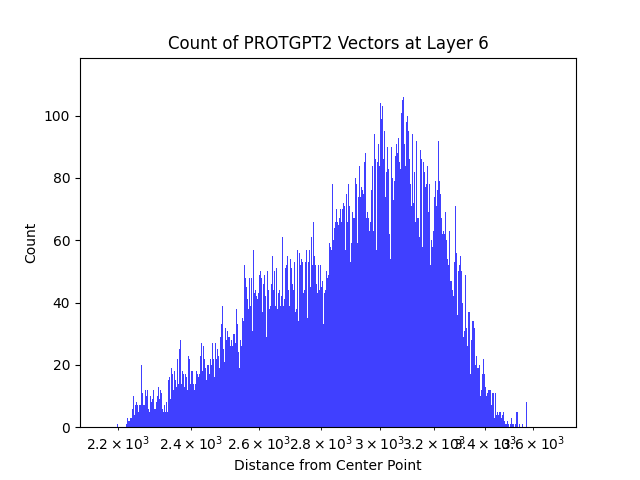 Count of PROTGPT2 Vectors at Layer 6
100
80
60
40
20
0
Count
2.2 × 10³ 2.4 × 10³ 2.6 × 10³ 2.8 × 10³ 3 × 10³ 3.2 × 10³ 3.4 × 10³ 3.6 × 10³
Distance from Center Point